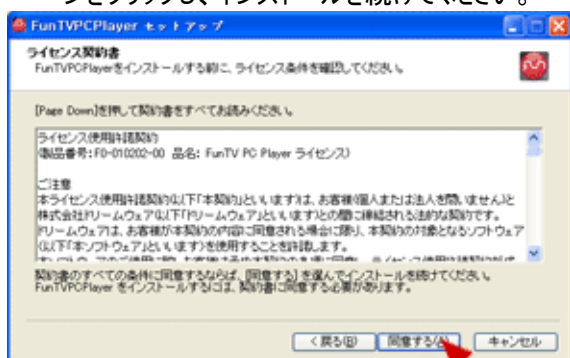 ンをクリックし、インストールを続けてください。
FunTVPCPlayer セットアップ
ライセンス契約書
FunTVPCPlayerをインストールする前に、ライセンス条件を確認してください。
[Page Down]を押して契約書をすべてお読みください。
ライセンス使用許諾契約
(製品番号:F0-010202-00 品名: FunTV PC Player ライセンス)
ご注意
本ライセンス使用許諾契約(以下「本契約」といいます)は、お客様(個人または法人を問いません)と
株式会社ドリームウェア(以下「ドリームウェア」といいます)との間に締結される法的な契約です。
ドリームウェアは、お客様が本契約の内容に同意される場合に限り、本契約の対象となるソフトウェア
(以下「本ソフトウェア」といいます)を使用することを許諾します。
契約書のすべての条件に同意するならば、[同意する] を選んでインストールを続けてください。
FunTVPCPlayer をインストールするには、契約書に同意する必要があります。
< 戻る(B)
同意する(A)
キャンセル